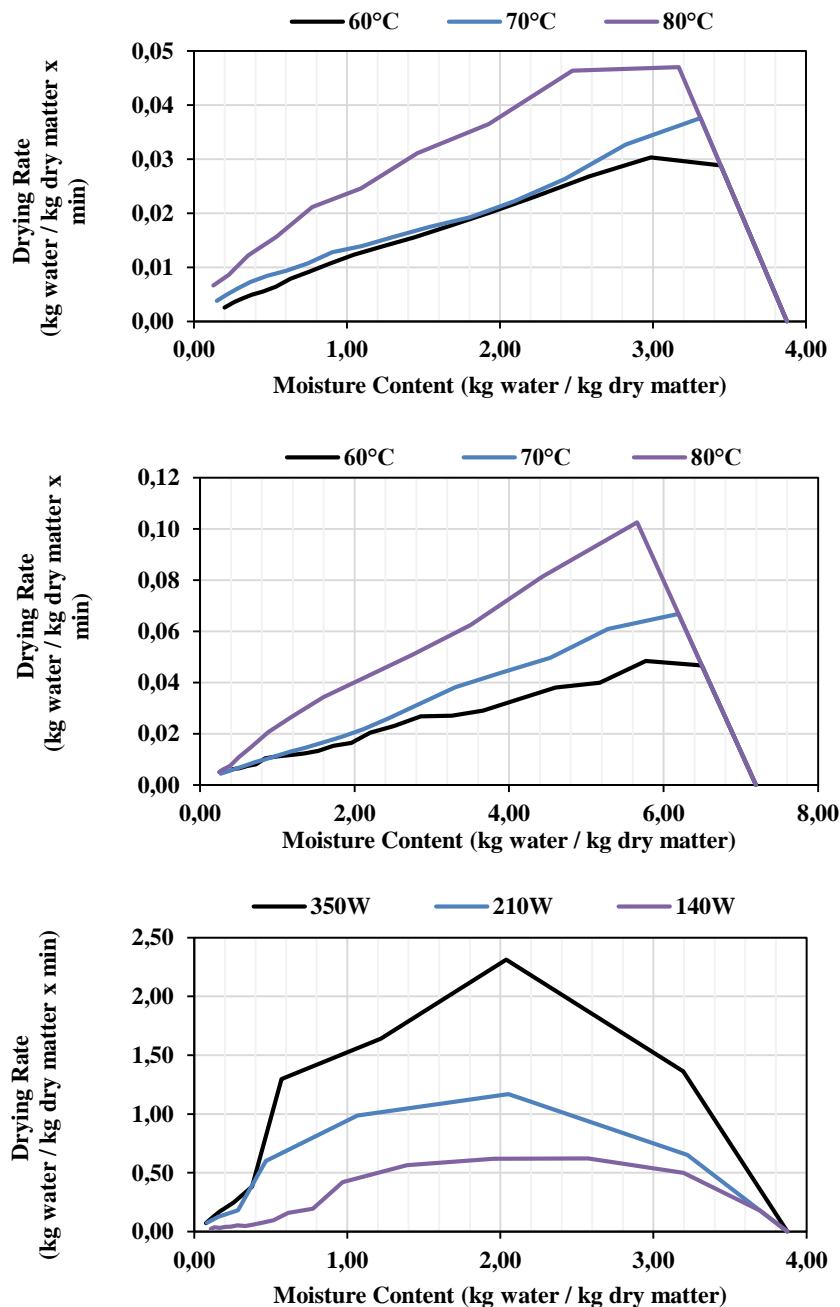 60°C 70°C 80°C
0,05
0,04
0,03
0,02
0,01
0,00
0,00 1,00 2,00 3,00 4,00
Drying Rate
(kg water / kg dry matter x
min)
Moisture Content (kg water / kg dry matter)
60°C 70°C 80°C
0,12
0,10
0,08
0,06
0,04
0,02
0,00
0,00 2,00 4,00 6,00 8,00
Drying Rate
(kg water / kg dry matter x
min)
Moisture Content (kg water / kg dry matter)
350W 210W 140W
2,50
2,00
1,50
1,00
0,50
0,00
0,00 1,00 2,00 3,00 4,00
Drying Rate
(kg water / kg dry matter x min)
Moisture Content (kg water / kg dry matter)